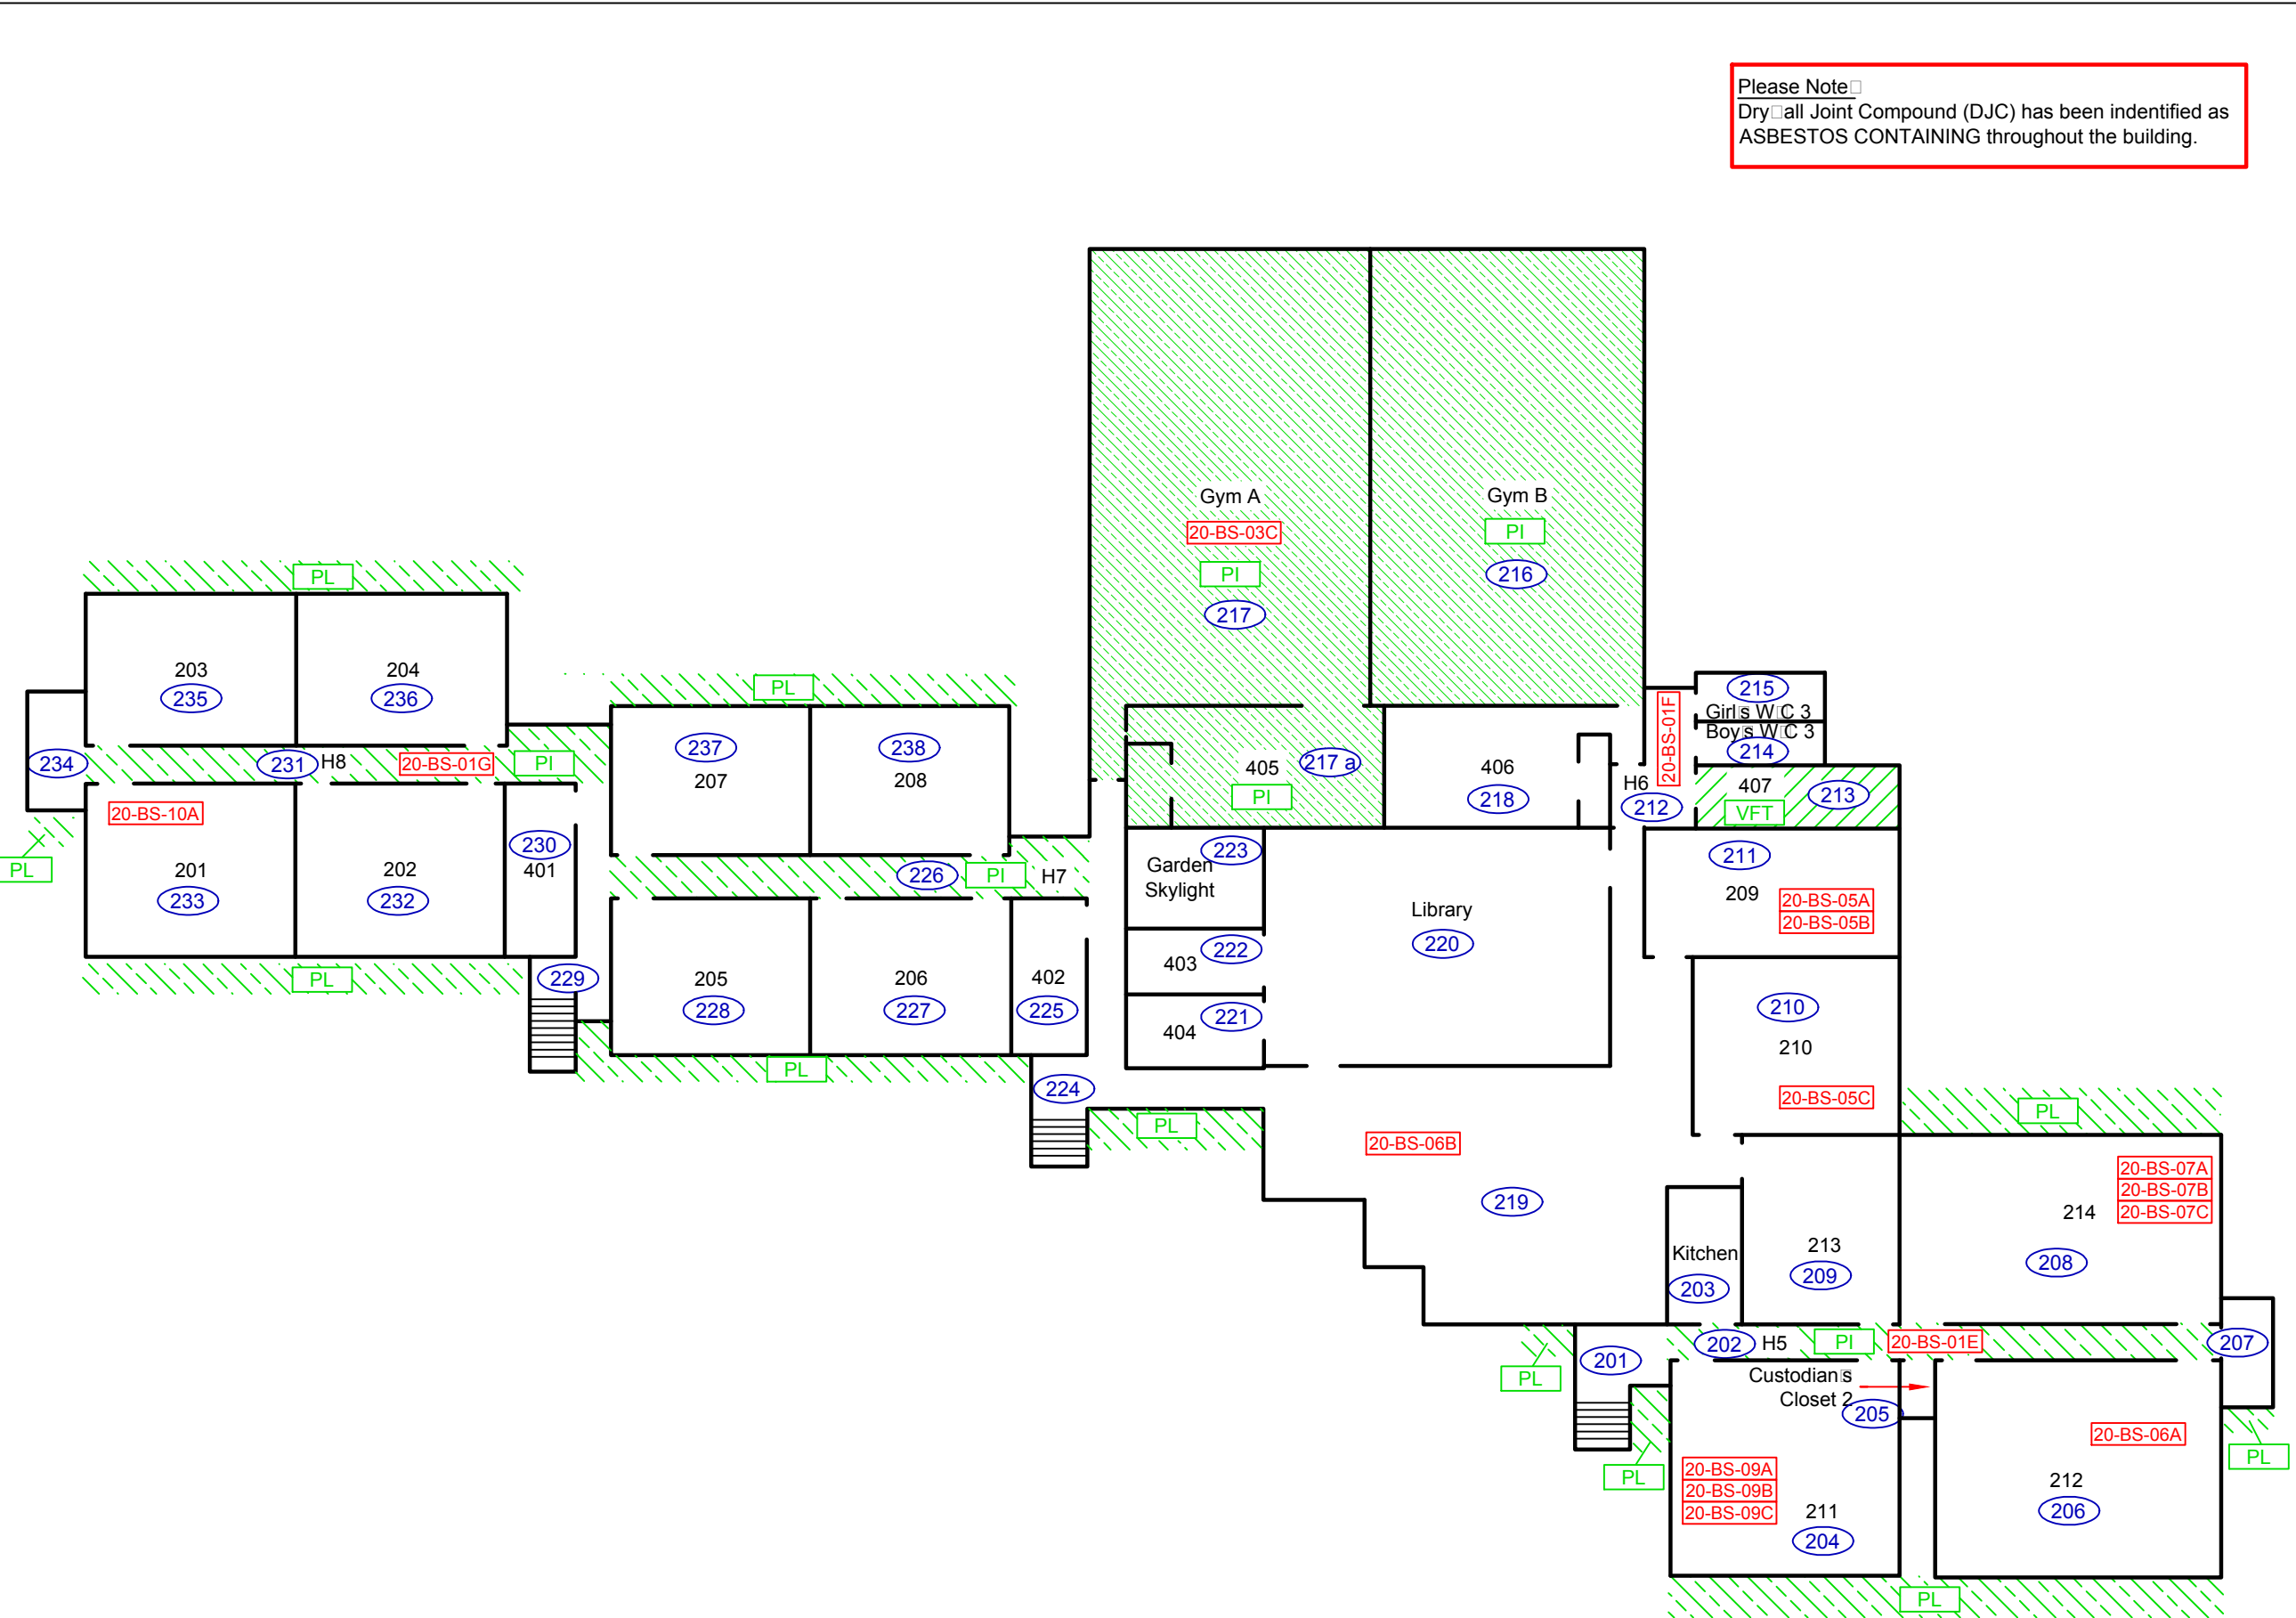 Please Note□
Dry□all Joint Compound (DJC) has been indentified as
ASBESTOS CONTAINING throughout the building.
Gym A
20-BS-03C
PI
217
Gym B
PI
216
PL
203
235
204
236
234
231
H8
20-BS-01G
PI
20-BS-10A
201
233
202
232
230
401
PL
PL
229
PL
237
207
238
208
226
PI
H7
205
228
206
227
402
225
PL
224
PL
405
217 a
PI
406
218
223
Garden
Skylight
222
403
221
404
Library
220
20-BS-01F
H6
212
215
Girl□s W□C 3
Boy□s W□C 3
214
407
213
VFT
211
209
20-BS-05A
20-BS-05B
210
210
20-BS-05C
PL
20-BS-06B
219
20-BS-07A
20-BS-07B
20-BS-07C
214
208
213
209
Kitchen
203
202
H5
PI
20-BS-01E
207
201
PL
PL
Custodian□s
Closet 2
205
20-BS-09A
20-BS-09B
20-BS-09C
211
204
20-BS-06A
212
206
PL
PL